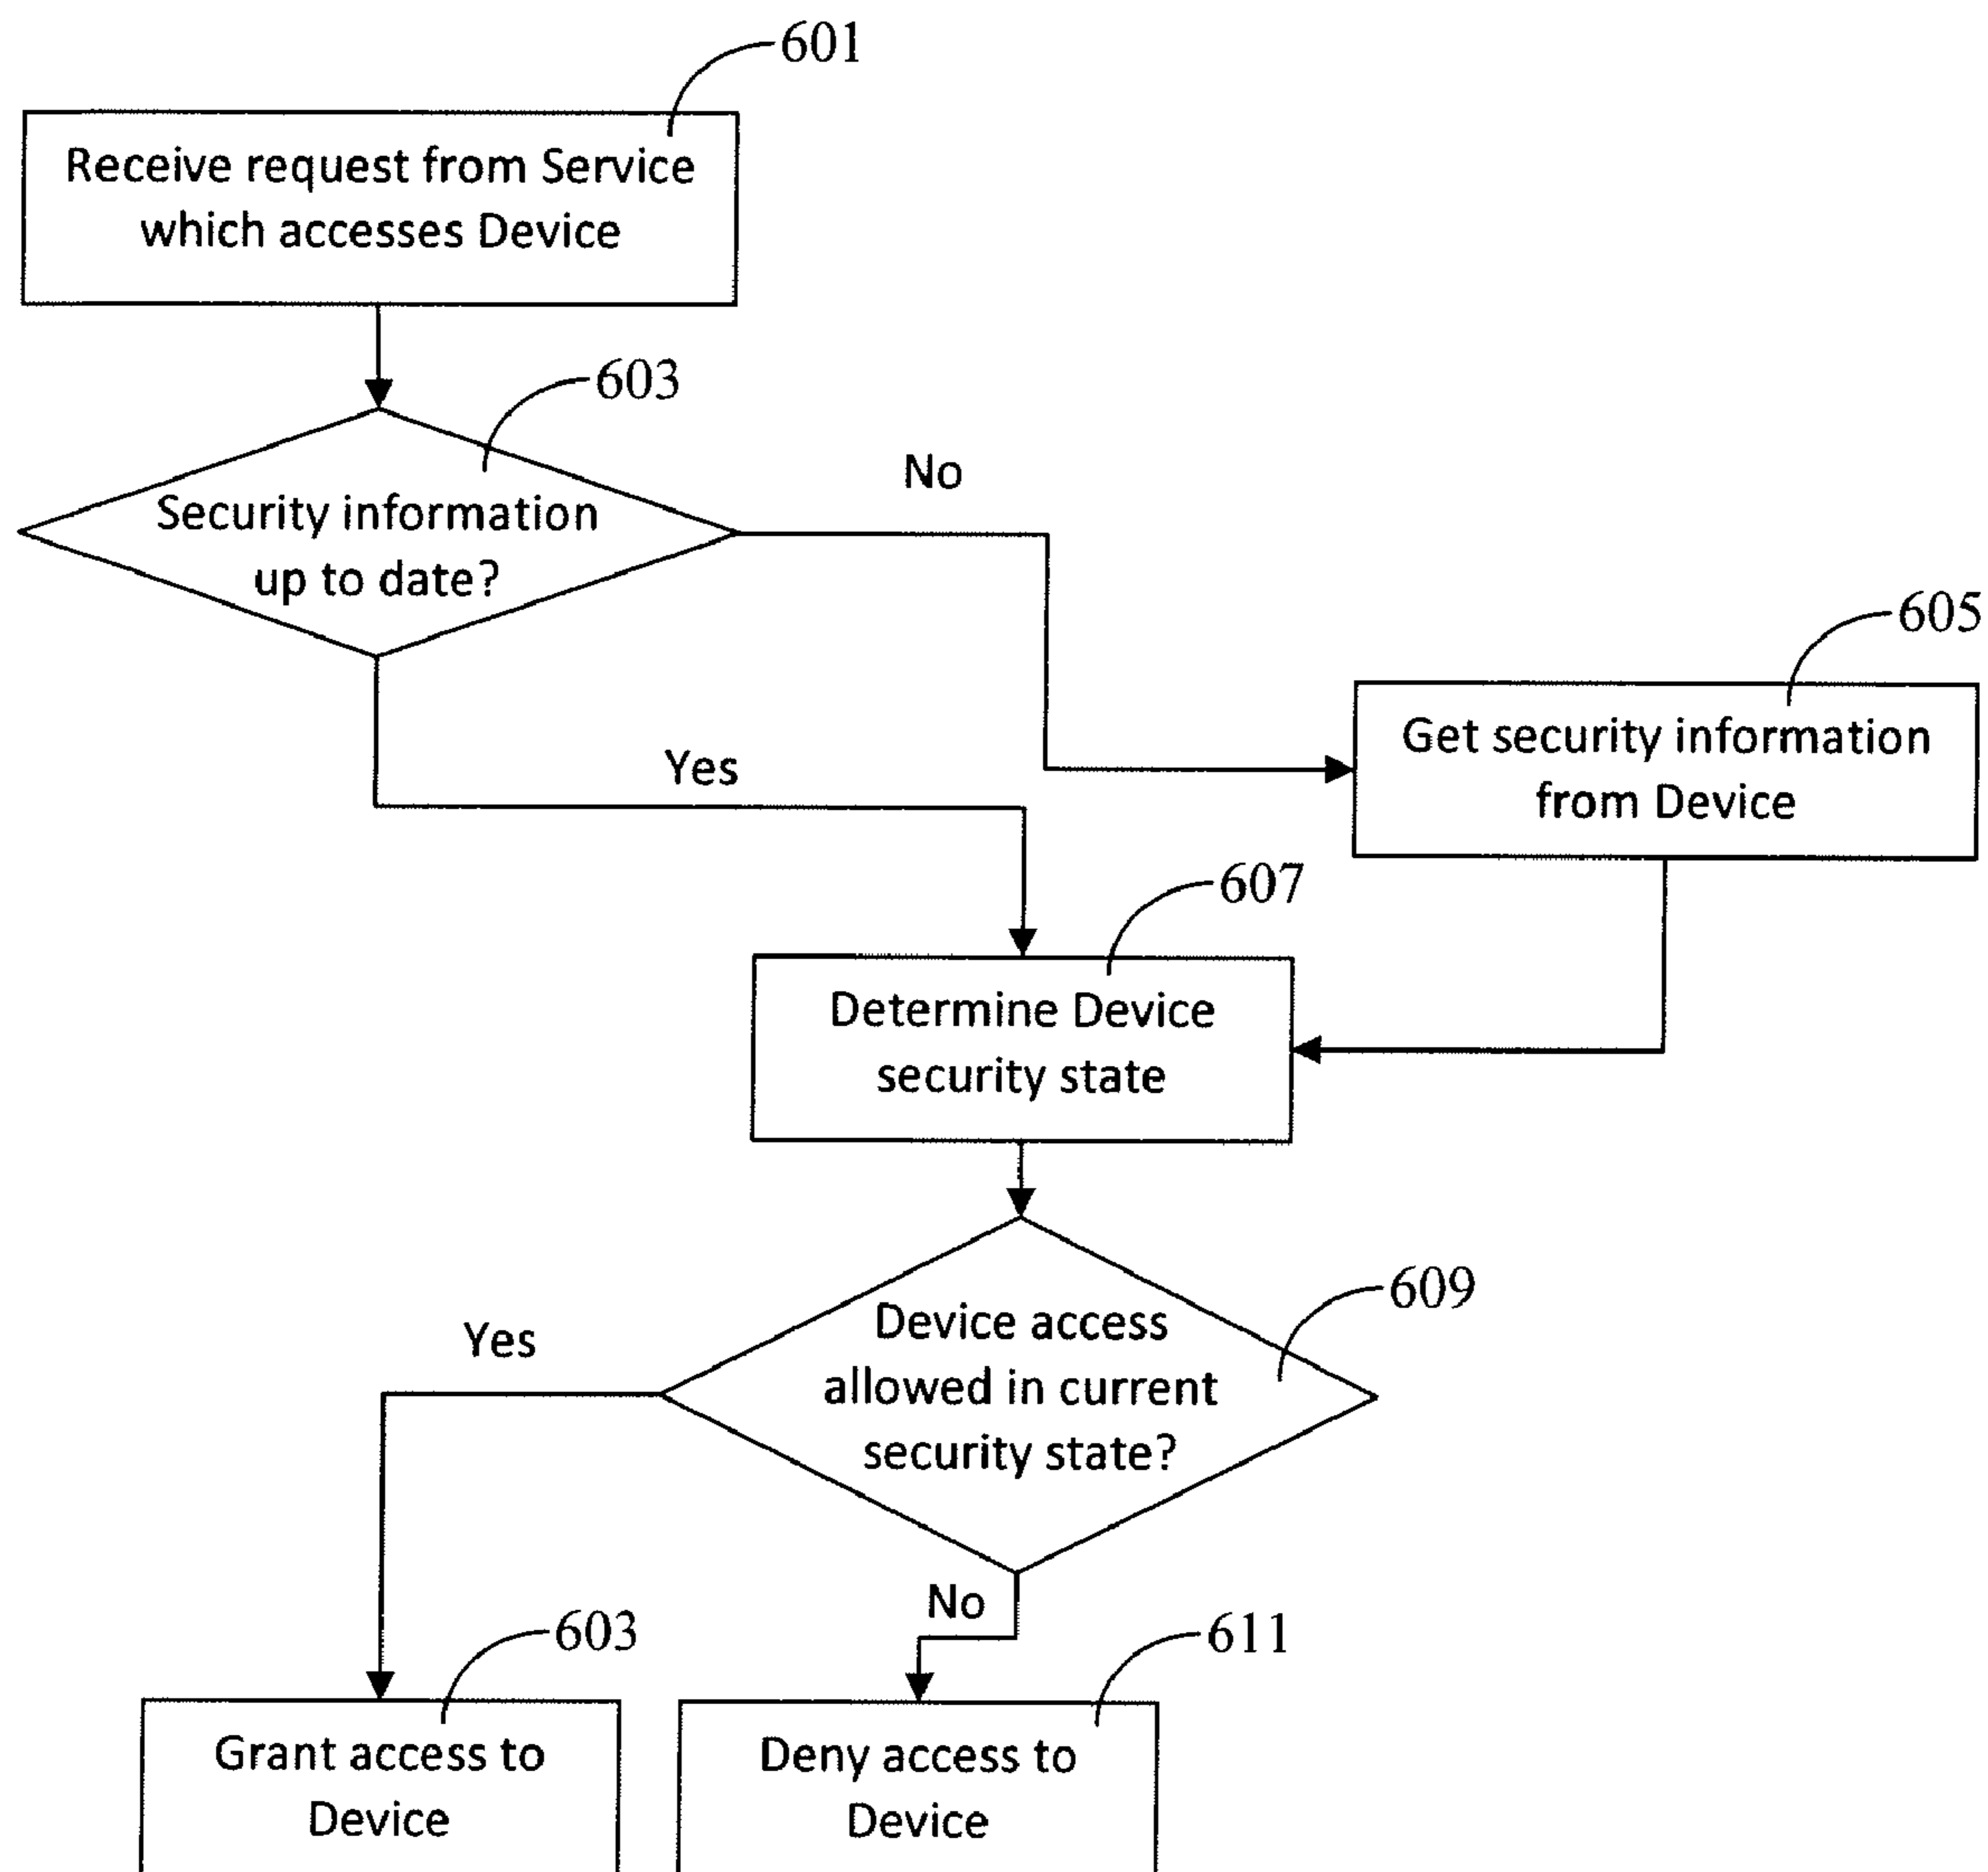 601
Receive request from Service
which accesses Device
603
Security information
up to date?
No
Yes
605
Get security information
from Device
607
Determine Device
security state
609
Device access
allowed in current
security state?
Yes
No
603
Grant access to
Device
611
Deny access to
Device